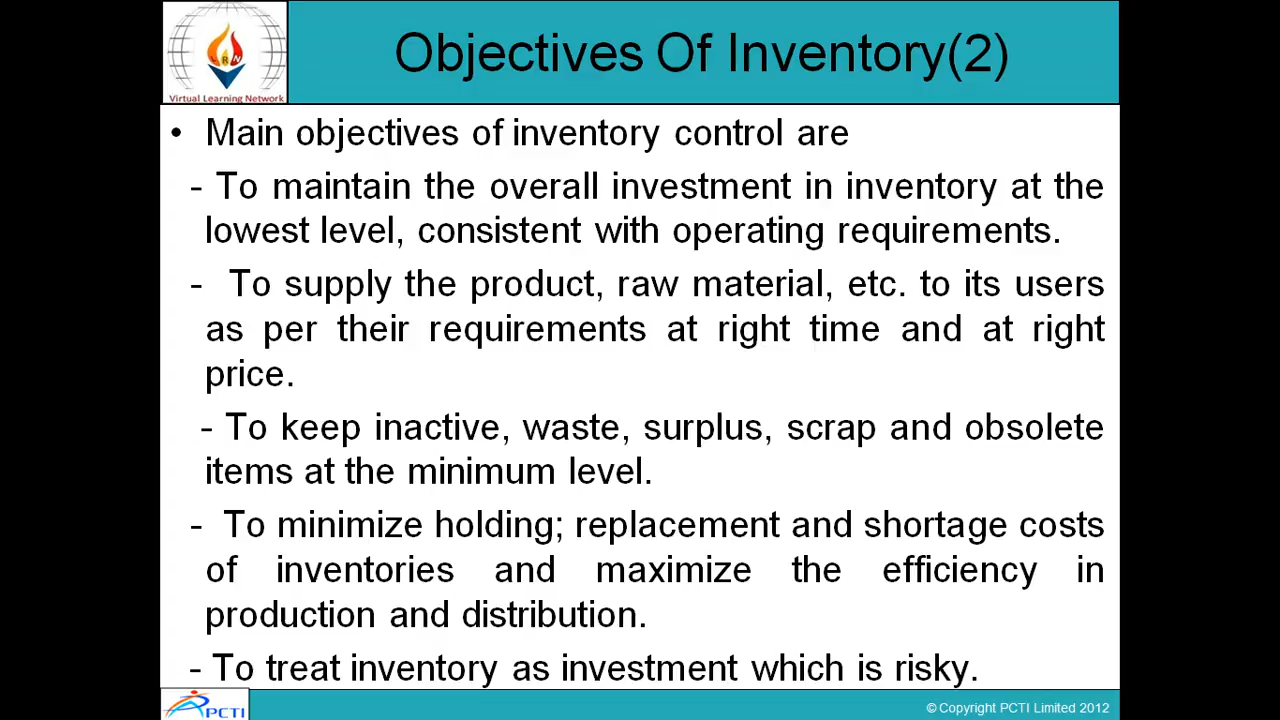 Objectives Of Inventory(2)
Virtual Learning Network
• Main objectives of inventory control are
- To maintain the overall investment in inventory at the
lowest level, consistent with operating requirements.
- To supply the product, raw material, etc. to its users
as per their requirements at right time and at right
price.
- To keep inactive, waste, surplus, scrap and obsolete
items at the minimum level.
- To minimize holding; replacement and shortage costs
of inventories and maximize the efficiency in
production and distribution.
- To treat inventory as investment which is risky.
PCTI
© Copyright PCTI Limited 2012